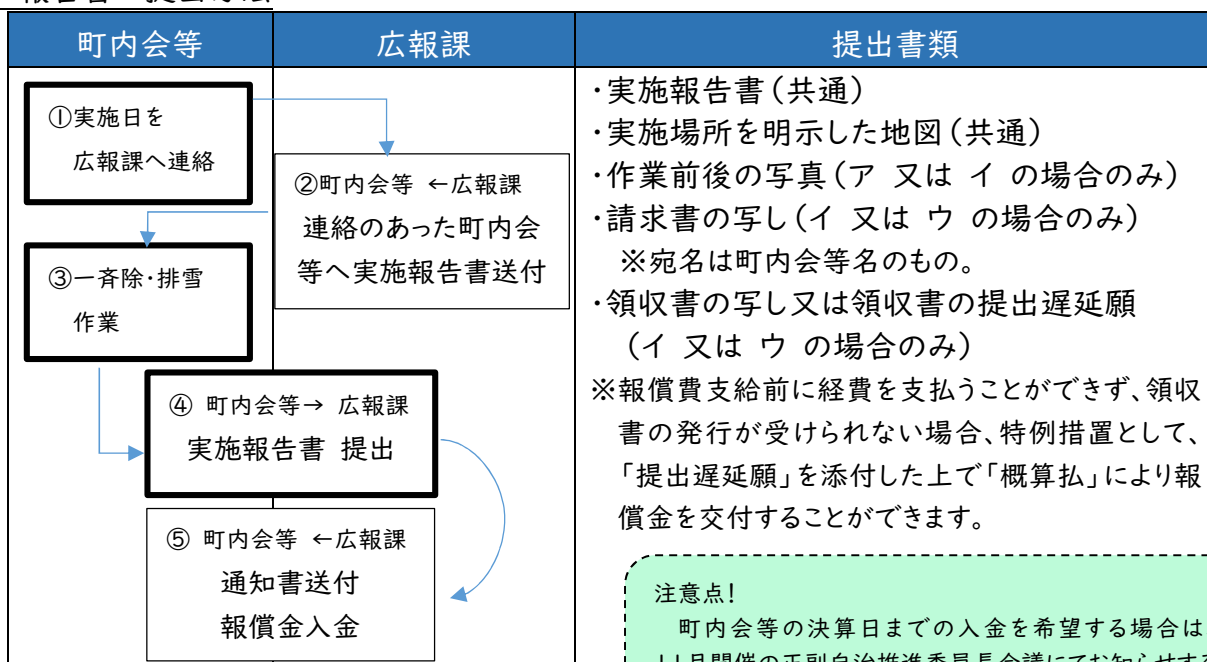 町内会等
広報課
提出書類
①実施日を
広報課へ連絡
②町内会等 ←広報課
連絡のあった町内会
等へ実施報告書送付
③一斉除・排雪
作業
④ 町内会等→ 広報課
実施報告書 提出
⑤ 町内会等 ←広報課
通知書送付
報償金入金
・実施報告書(共通)
・実施場所を明示した地図(共通)
・作業前後の写真(ア 又は イ の場合のみ)
・請求書の写し(イ 又は ウ の場合のみ)
※宛名は町内会等名のもの。
・領収書の写し又は領収書の提出遅延願
(イ 又は ウ の場合のみ)
※報償費支給前に経費を支払うことができず、領収
書の発行が受けられない場合、特例措置として、
「提出遅延願」を添付した上で「概算払」により報
償金を交付することができます。
注意点!
町内会等の決算日までの入金を希望する場合は